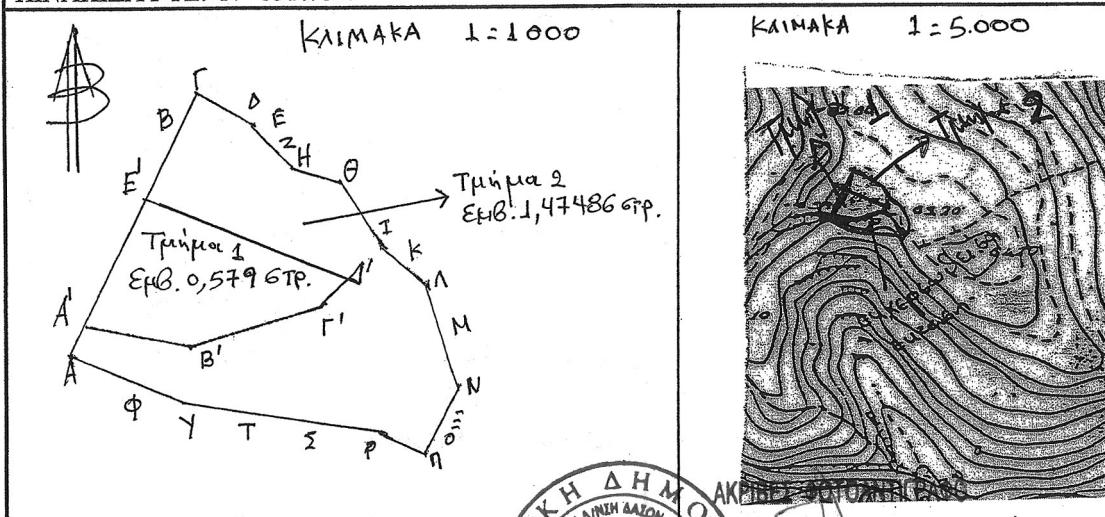 ΚΛΙΜΑΚΑ 1:1000
Β
Γ
Β
Δ
Ε
Ζ
Η
Θ
Ε'
Τμήμα 2
Εμβ. 1,47486 στρ.
Τμήμα 1
Εμβ. 0,579 στρ.
Ι
Κ
Δ'
Λ
Γ'
Α'
Β'
Μ
Α
Ν
Φ
Υ
Τ
Σ
Ρ
Π
Ο
ΚΛΙΜΑΚΑ 1:5.000
Τμήμα 1
Τμήμα 2
ΑΚΡΙΒΕΣ ΦΩΤΟΑΝΤΙΓΡΑΦΟ